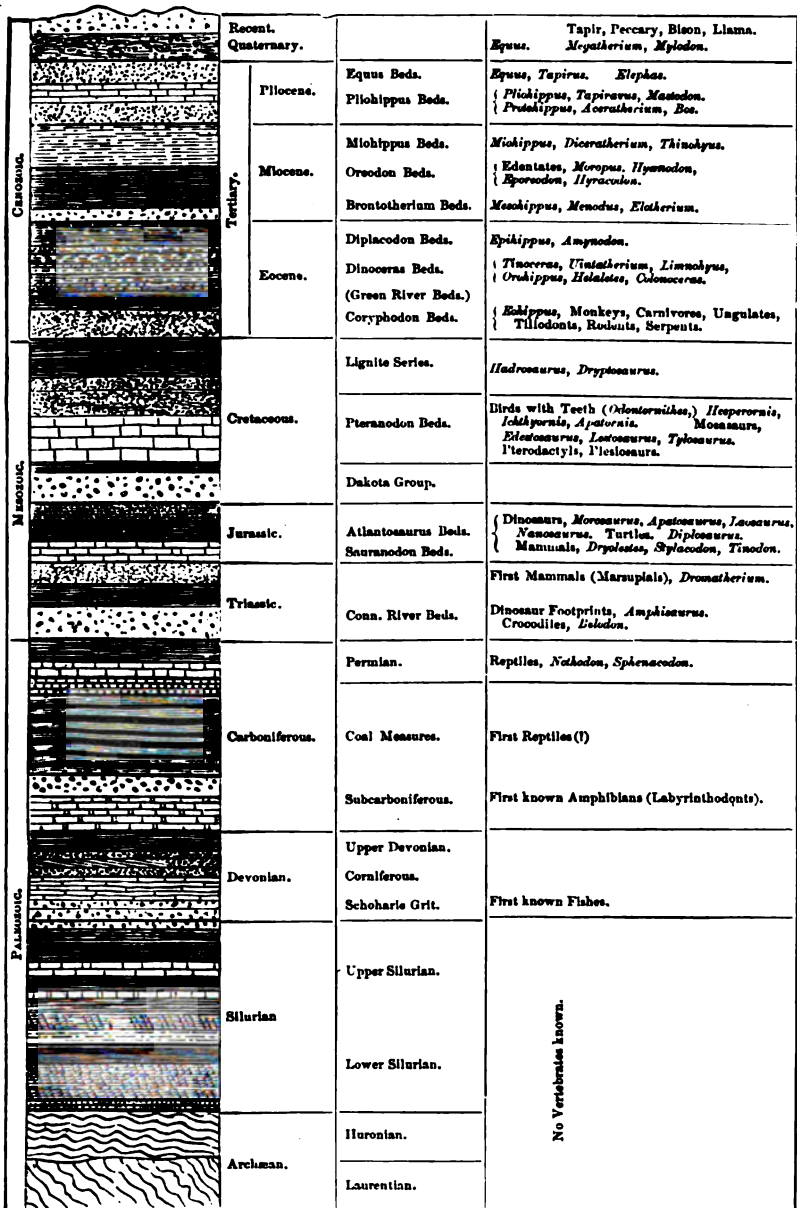 Recent.
Quaternary.
Tapir, Peccary, Bison, Llama.
Equus. Megatherium, Mylodon.
CENOZOIC.
Tertiary.
Pliocene.
Equus Beds.
Equus, Tapirus. Elephas.
Pliohippus Beds.
Pliohippus, Tapiravus, Mastodon.
Protohippus, Aceratherium, Bos.
Miocene.
Miohippus Beds.
Miohippus, Diceratherium, Thinohyus.
Oreodon Beds.
Edentates, Moropus. Hyænodon,
Eporeodon, Hyracodon.
Brontotherium Beds.
Mesohippus, Menodus, Elotherium.
Eocene.
Diplacodon Beds.
Epihippus, Amynodon.
Dinoceras Beds.
Tinoceras, Uintatherium, Limnohyus,
Orohippus, Helaletes, Colonoceras.
(Green River Beds.)
Coryphodon Beds.
Eohippus, Monkeys, Carnivores, Ungulates,
Tillodonts, Rodents, Serpents.
MESOZOIC.
Cretaceous.
Lignite Series.
Hadrosaurus, Dryptosaurus.
Pteranodon Beds.
Birds with Teeth (Odontornithes,) Hesperornis,
Ichthyornis, Apatornis. Mosasaurs,
Edestosaurus, Lestosaurus, Tylosaurus.
Pterodactyls, Plesiosaurs.
Dakota Group.
Jurassic.
Atlantosaurus Beds.
Sauranodon Beds.
Dinosaurs, Morosaurus, Apatosaurus, Laosaurus,
Nanosaurus. Turtles. Diplosaurus.
Mammals, Dryolestes, Stylacodon, Tinodon.
Triassic.
First Mammals (Marsupials), Dromatherium.
Conn. River Beds.
Dinosaur Footprints, Amphisaurus.
Crocodiles, Belodon.
PALÆOZOIC.
Carboniferous.
Permian.
Reptiles, Nothodon, Sphenacodon.
Coal Measures.
First Reptiles (?)
Subcarboniferous.
First known Amphibians (Labyrinthodonts).
Devonian.
Upper Devonian.
Corniferous.
Schoharie Grit.
First known Fishes.
Silurian
Upper Silurian.
Lower Silurian.
No Vertebrates known.
Archæan.
Huronian.
Laurentian.